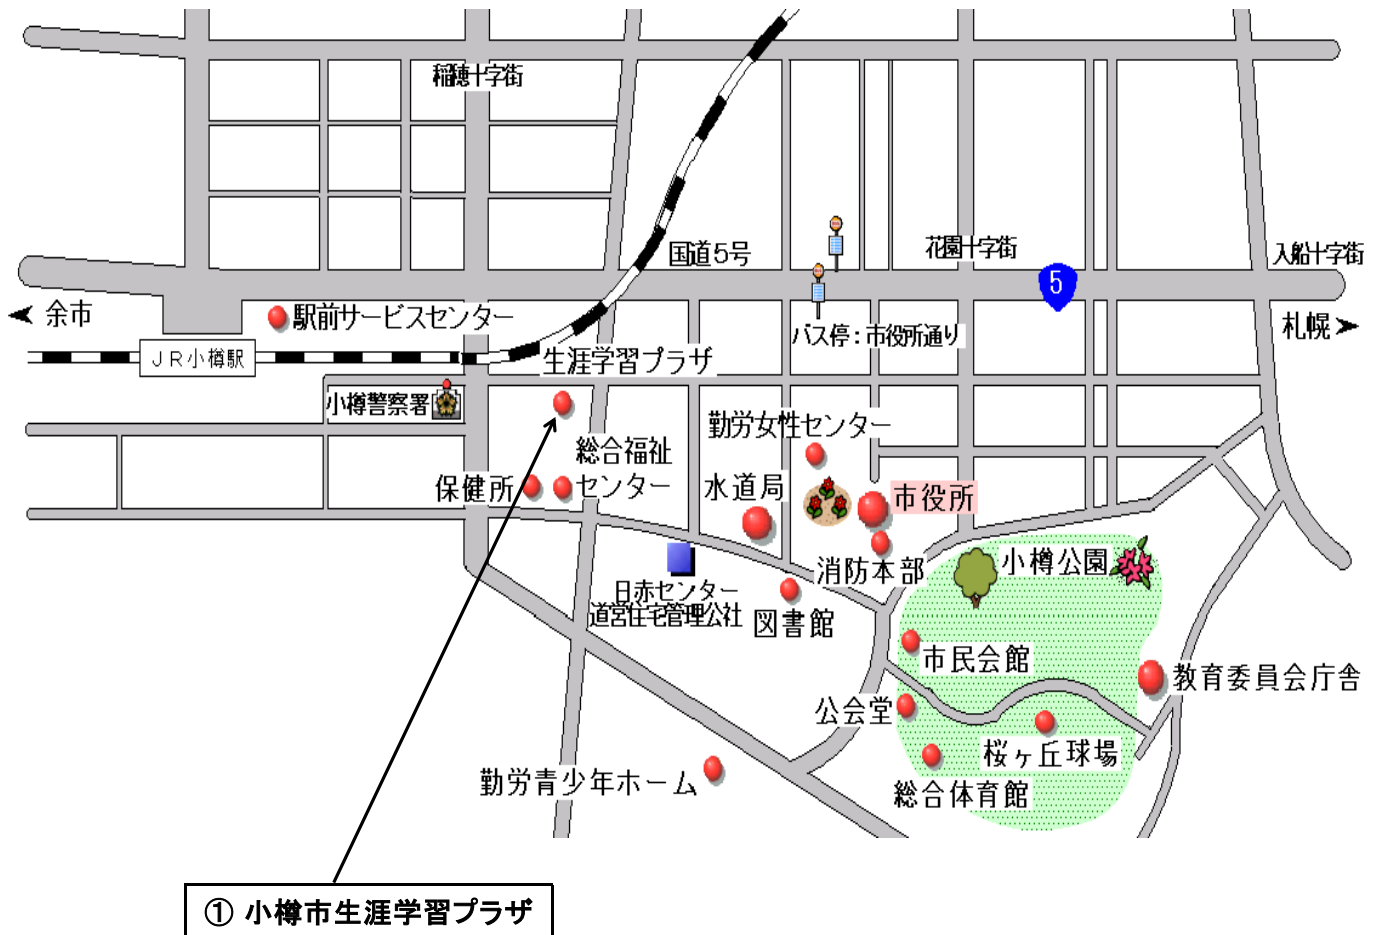 稲穂十字街
国道5号
花園十字街
入船十字街
5
余市
駅前サービスセンター
バス停:市役所通り
札幌
JR小樽駅
生涯学習プラザ
小樽警察署
勤労女性センター
総合福祉
センター
保健所
水道局
市役所
消防本部
小樽公園
日赤センター
道営住宅管理公社
図書館
市民会館
教育委員会庁舎
公会堂
桜ヶ丘球場
勤労青少年ホーム
総合体育館
① 小樽市生涯学習プラザ